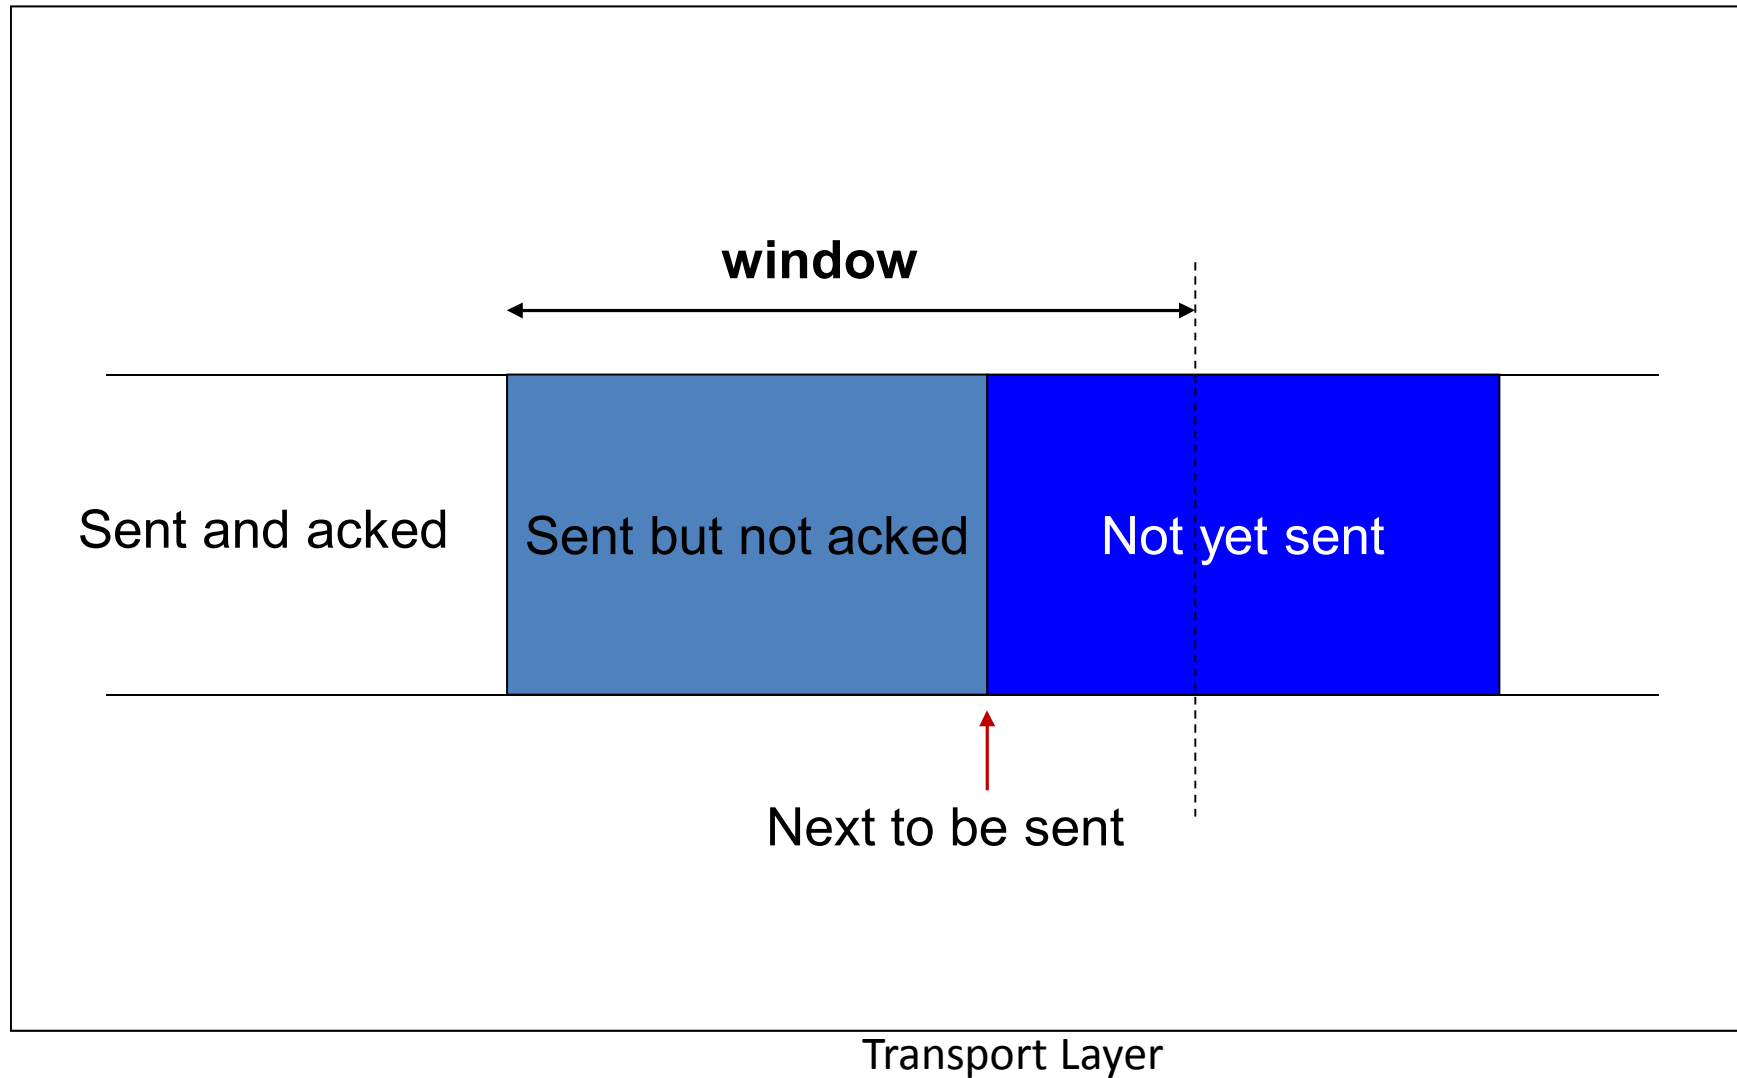 window
Sent and acked
Sent but not acked
Not yet sent
Next to be sent
Transport Layer